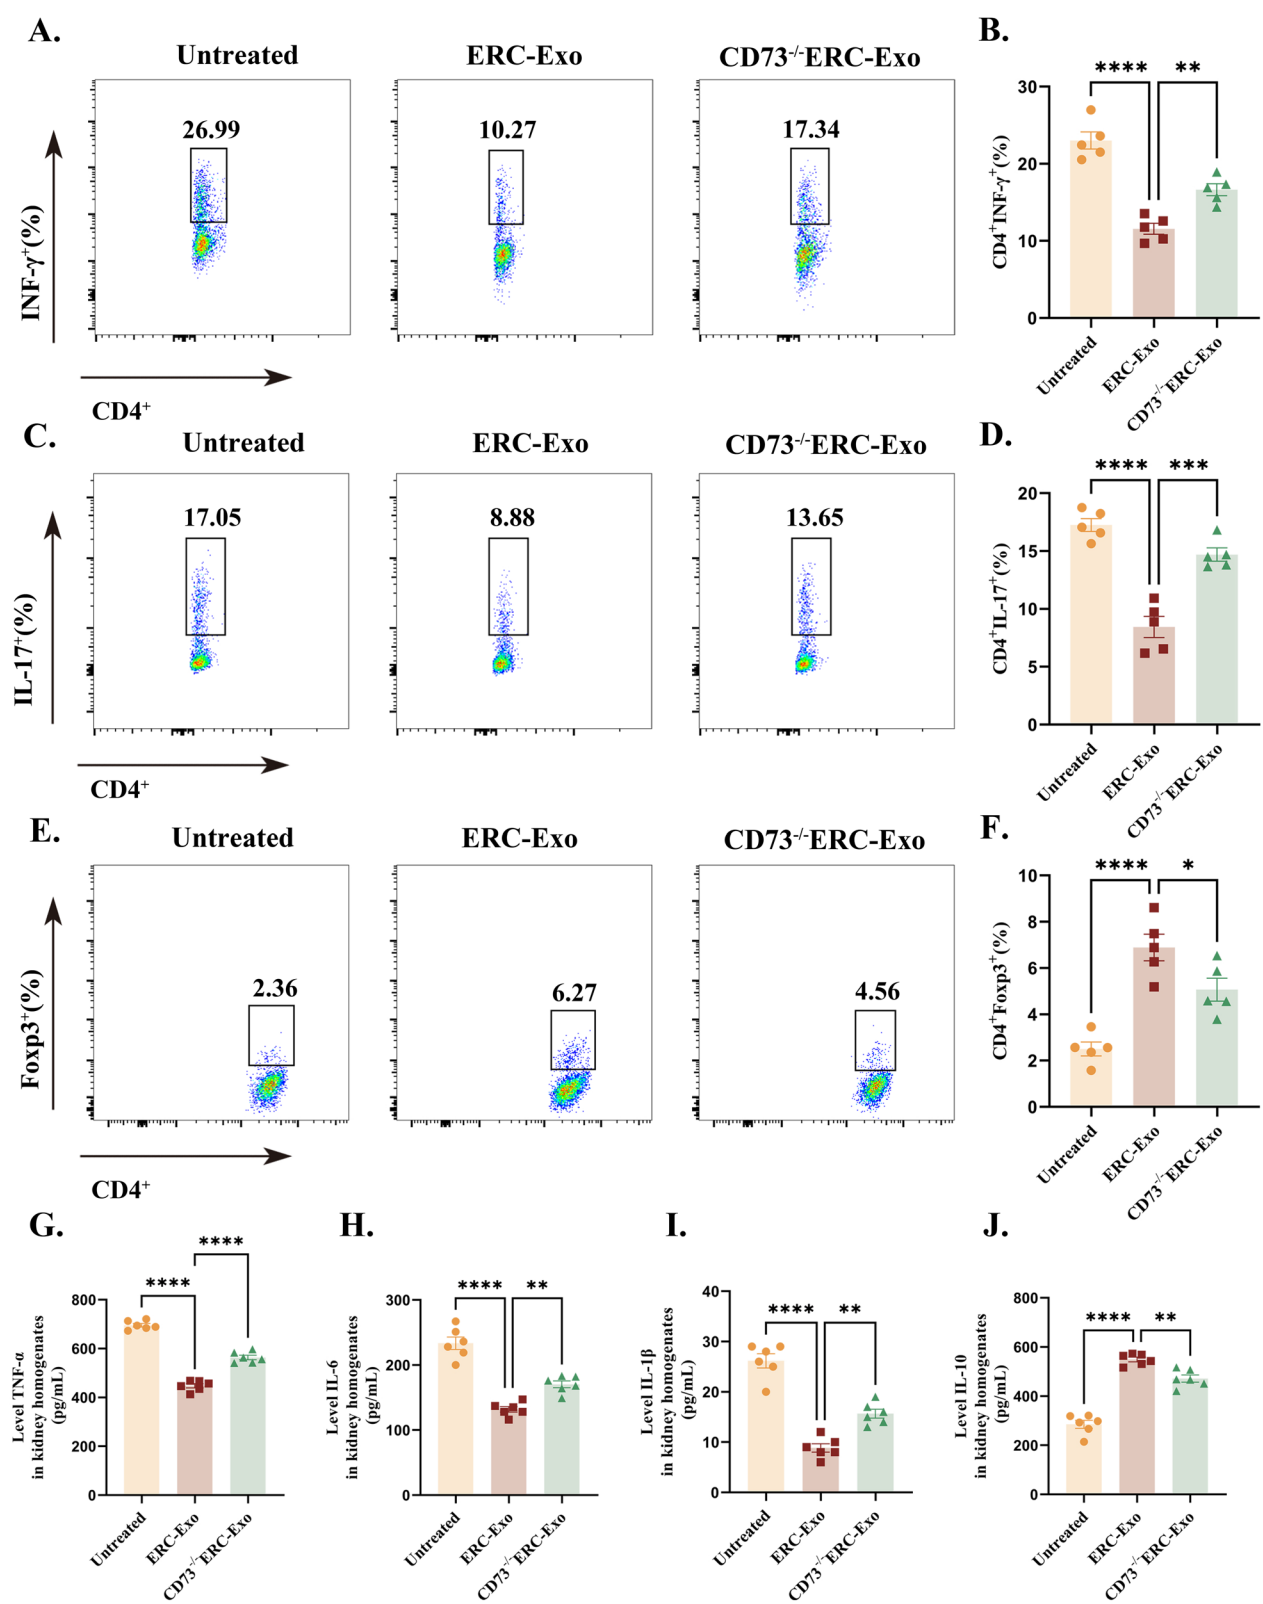 A.
Untreated
ERC-Exo
CD73-/-ERC-Exo
26.99
10.27
17.34
INF-γ+(%)
CD4+
B.
**** **
30
20
10
0
CD4+INF-γ+(%)
Untreated
ERC-Exo
CD73-/-ERC-Exo
C.
Untreated
ERC-Exo
CD73-/-ERC-Exo
17.05
8.88
13.65
IL-17+(%)
CD4+
D.
**** ***
20
15
10
5
0
CD4+IL-17+(%)
Untreated
ERC-Exo
CD73-/-ERC-Exo
E.
Untreated
ERC-Exo
CD73-/-ERC-Exo
2.36
6.27
4.56
Foxp3+(%)
CD4+
F.
**** *
10
8
6
4
2
0
CD4+Foxp3+(%)
Untreated
ERC-Exo
CD73-/-ERC-Exo
G.
****
****
800
600
400
200
0
Level TNF-α
in kidney homogenates
(pg/mL)
Untreated
ERC-Exo
CD73-/-ERC-Exo
H.
**** **
300
200
100
0
Level IL-6
in kidney homogenates
(pg/mL)
Untreated
ERC-Exo
CD73-/-ERC-Exo
I.
**** **
40
30
20
10
0
Level IL-1β
in kidney homogenates
(pg/mL)
Untreated
ERC-Exo
CD73-/-ERC-Exo
J.
**** **
800
600
400
200
0
Level IL-10
in kidney homogenates
(pg/mL)
Untreated
ERC-Exo
CD73-/-ERC-Exo